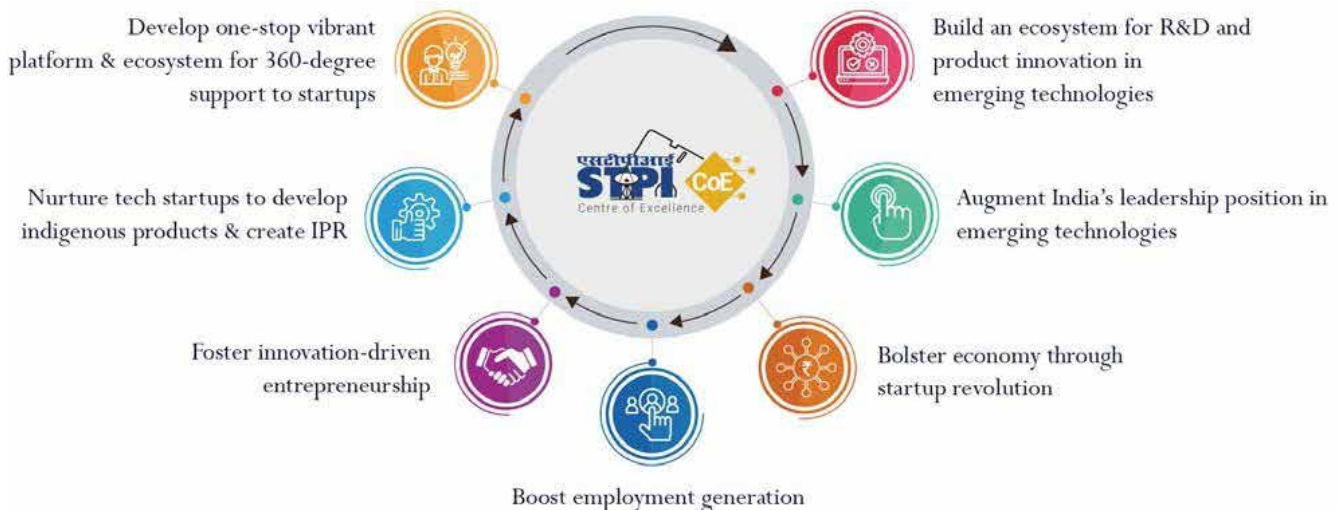 Develop one-stop vibrant
platform & ecosystem for 360-degree
support to startups
Build an ecosystem for R&D and
product innovation in
emerging technologies
एसटीपीआई
STPI
CoE
Centre of Excellence
Nurture tech startups to develop
indigenous products & create IPR
Augment India’s leadership position in
emerging technologies
Foster innovation-driven
entrepreneurship
₹
Bolster economy through
startup revolution
Boost employment generation